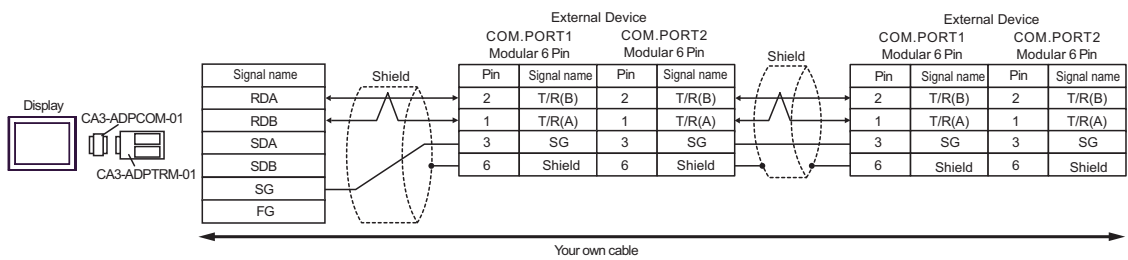 External Device
COM.PORT1 COM.PORT2
Modular 6 Pin Modular 6 Pin
External Device
COM.PORT1 COM.PORT2
Modular 6 Pin Modular 6 Pin
Display
CA3-ADPCOM-01
CA3-ADPTRM-01
Signal name
RDA
RDB
SDA
SDB
SG
FG
Shield
Pin Signal name Pin Signal name
2 T/R(B) 2 T/R(B)
1 T/R(A) 1 T/R(A)
3 SG 3 SG
6 Shield 6 Shield
Shield
Pin Signal name Pin Signal name
2 T/R(B) 2 T/R(B)
1 T/R(A) 1 T/R(A)
3 SG 3 SG
6 Shield 6 Shield
Your own cable